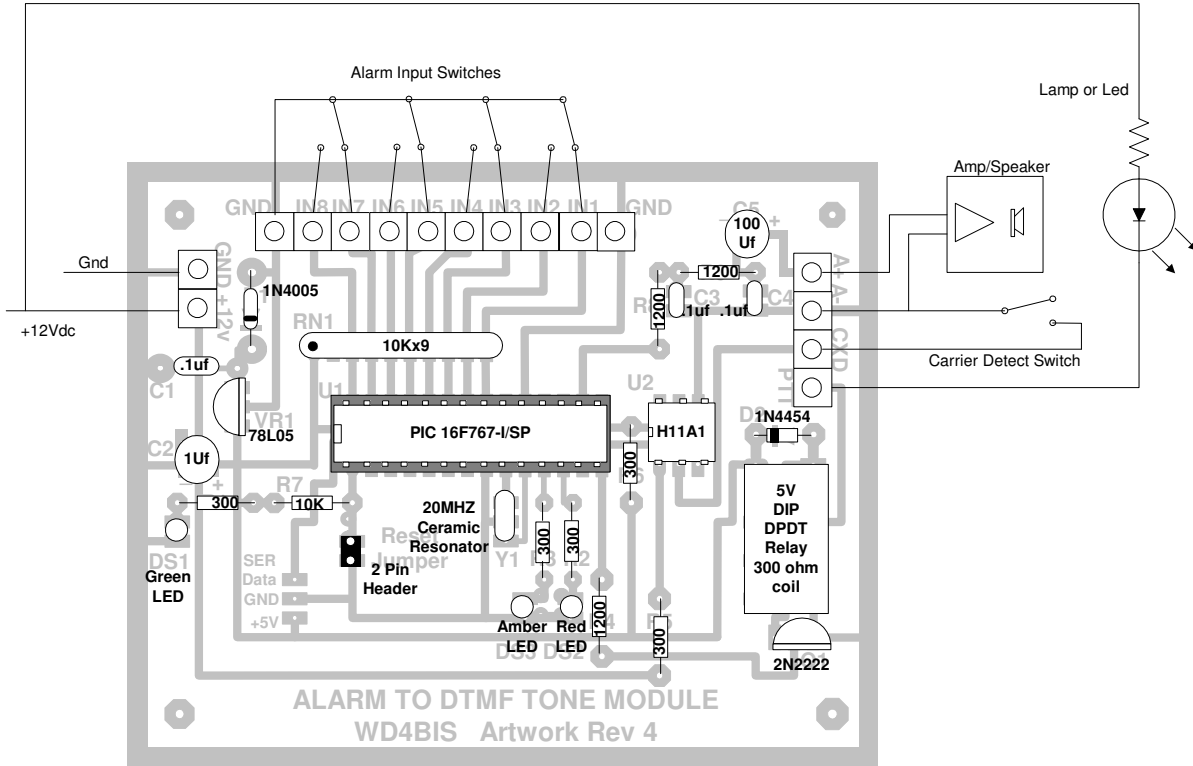 Alarm Input Switches
Lamp or Led
Amp/Speaker
GND IN8 IN7 IN6 IN5 IN4 IN3 IN2 IN1 GND
C5
100
Uf
+
Gnd
GND +12v
+12Vdc
1N4005
1200
1200
C3
C4
.1uf .1uf
A+ A- CXD PTT
Carrier Detect Switch
RN1
10Kx9
.1uf
C1
U1
U2
VR1
78L05
PIC 16F767-I/SP
H11A1
1N4454
C2
1Uf
+
R7
300
10K
300
20MHZ
Ceramic
Resonator
Y1
300
300
5V
DIP
DPDT
Relay
300 ohm
coil
Reset
Jumper
2 Pin
Header
DS1
Green
LED
SER
Data
GND
+5V
Amber
LED
Red
LED
DS3 DS2
1200
300
2N2222
ALARM TO DTMF TONE MODULE
WD4BIS Artwork Rev 4